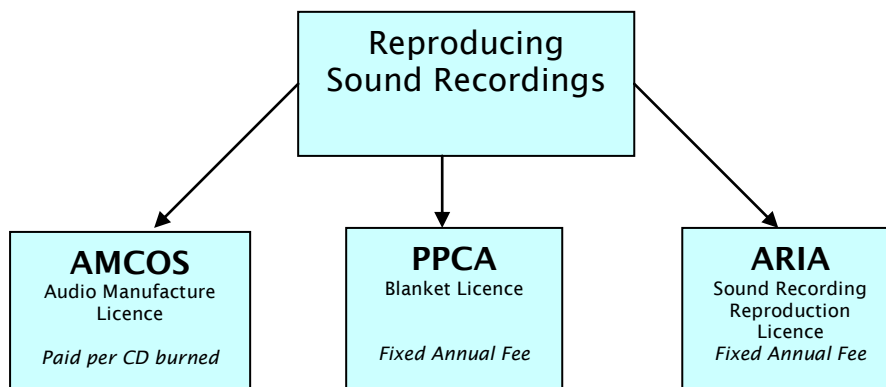 Reproducing
Sound Recordings
AMCOS
Audio Manufacture
Licence
Paid per CD burned
PPCA
Blanket Licence
Fixed Annual Fee
ARIA
Sound Recording
Reproduction
Licence
Fixed Annual Fee